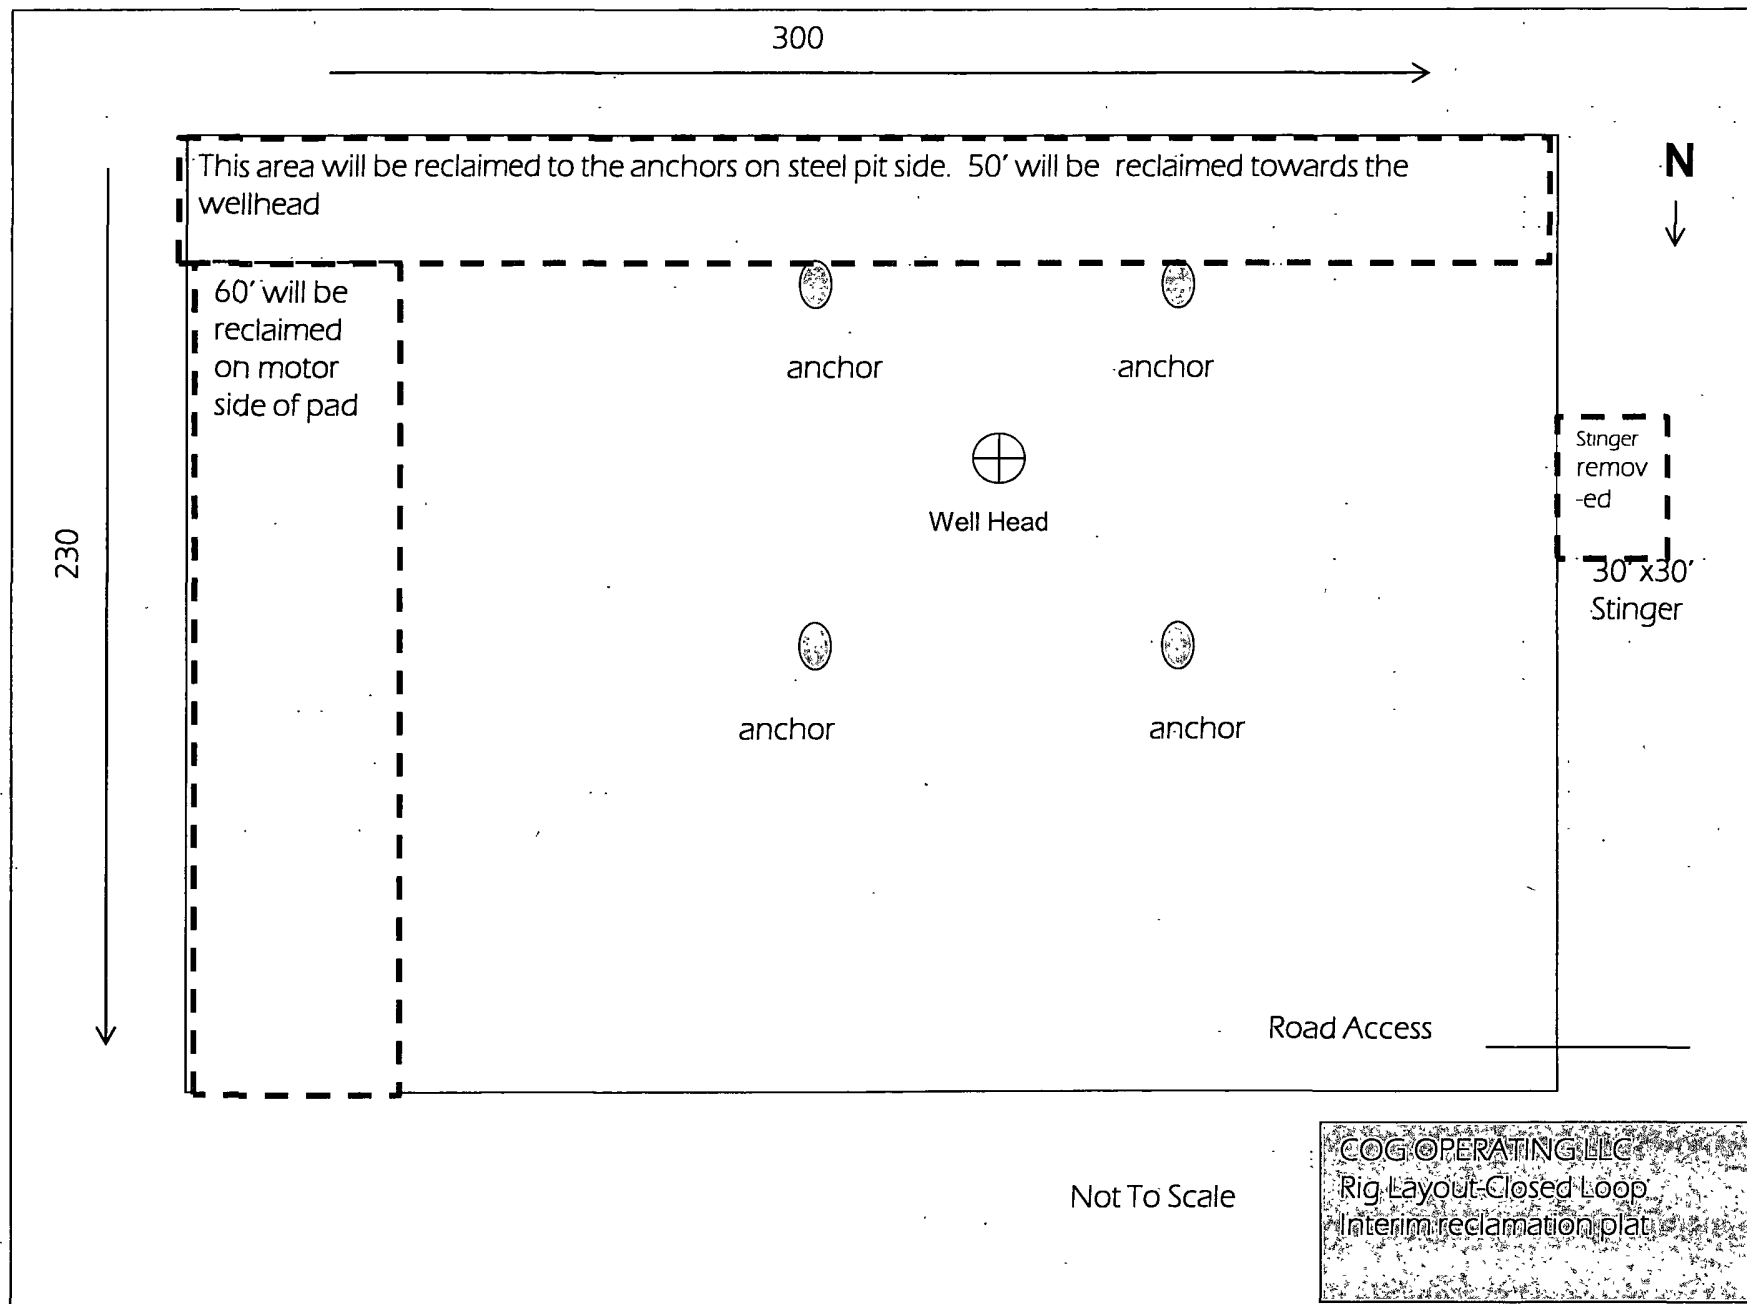 300
This area will be reclaimed to the anchors on steel pit side. 50' will be reclaimed towards the
wellhead
N
60' will be
reclaimed
on motor
side of pad
anchor
anchor
Stinger
remov
-ed
Well Head
230
30'x30'
Stinger
anchor
anchor
Road Access
Not To Scale
COG OPERATING LLC
Rig Layout-Closed Loop
Interim reclamation plat